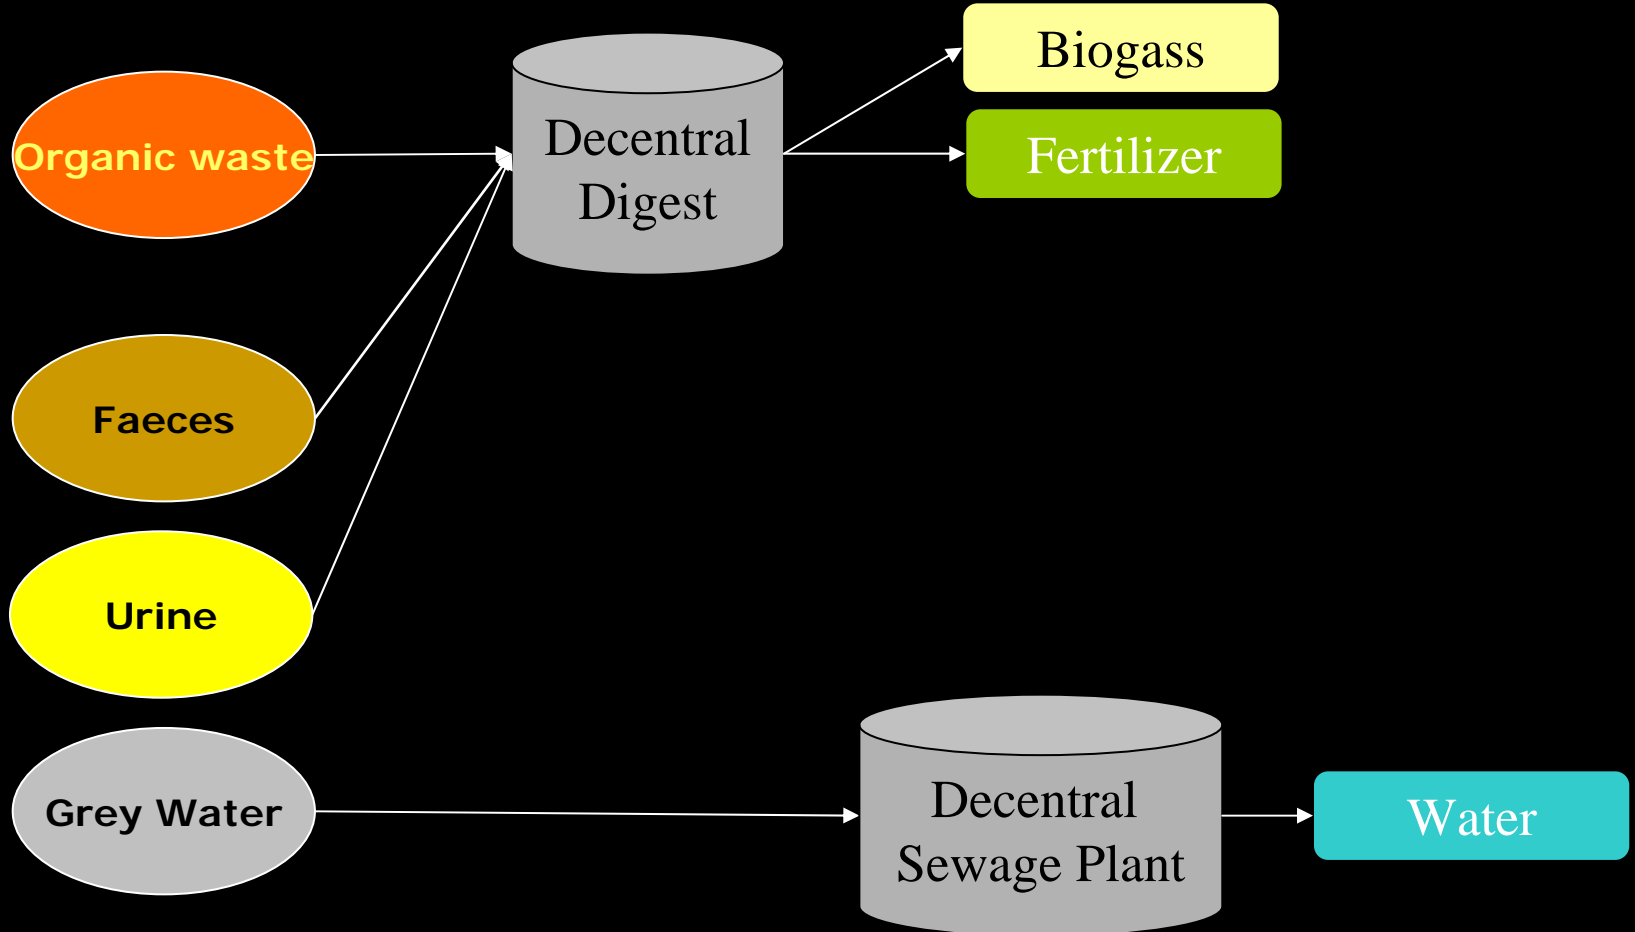 Biogass
Organic waste
Decentral
Digest
Fertilizer
Faeces
Urine
Grey Water
Decentral
Sewage Plant
Water